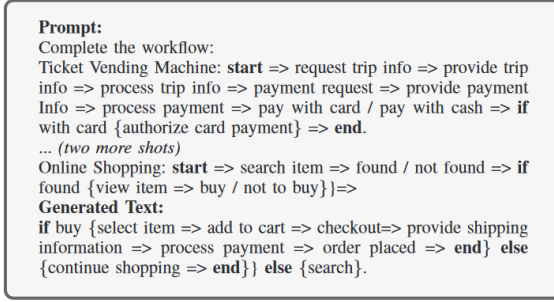 Prompt:
Complete the workflow:
Ticket Vending Machine: start => request trip info => provide trip
info => process trip info => payment request => provide payment
Info => process payment => pay with card / pay with cash => if
with card {authorize card payment} => end.
... (two more shots)
Online Shopping: start => search item => found / not found => if
found {view item => buy / not to buy}}=>
Generated Text:
if buy {select item => add to cart => checkout=> provide shipping
information => process payment => order placed => end} else
{continue shopping => end}} else {search}.